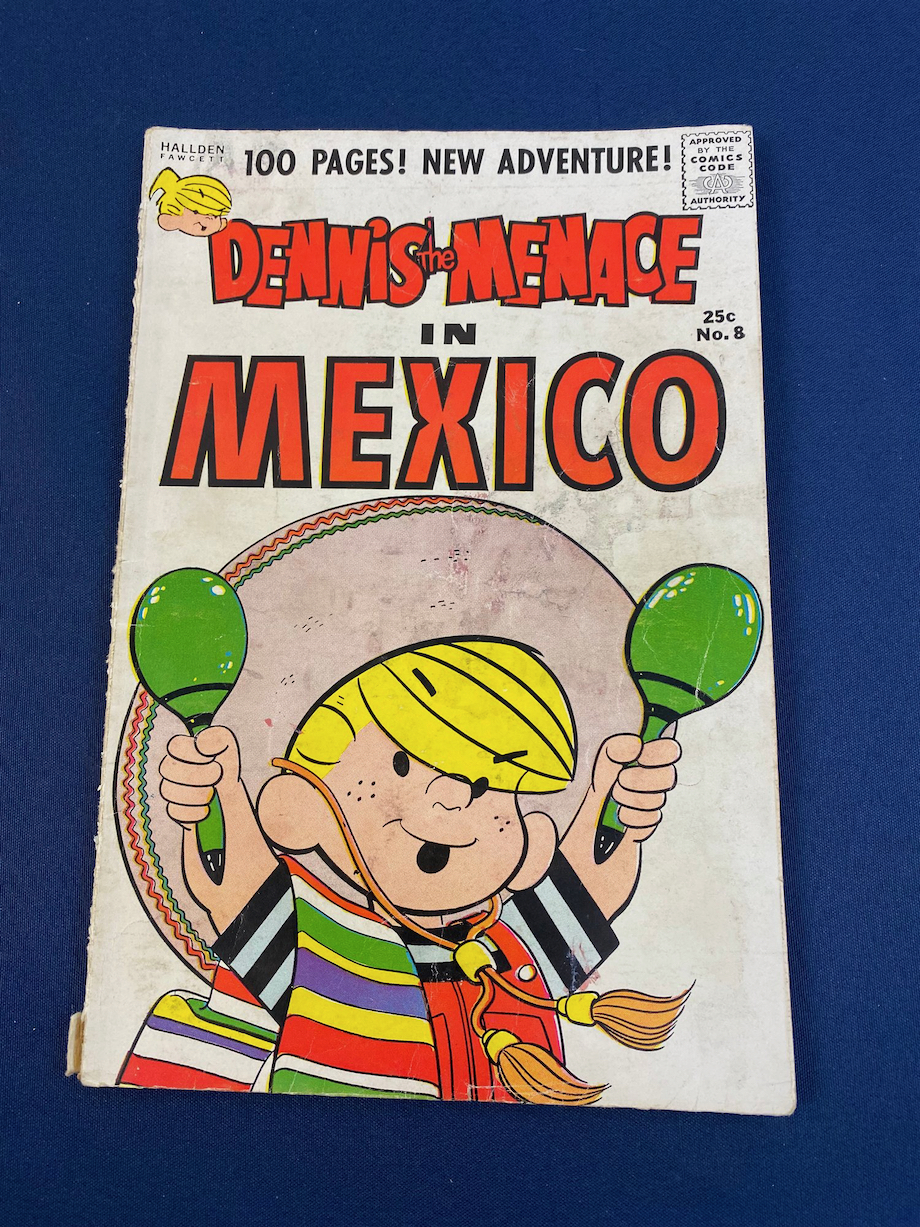 HALLDEN
FAWCETT
100 PAGES! NEW ADVENTURE!
APPROVED
BY THE
COMICS
CODE
CA
AUTHORITY
DENNIS the MENACE
IN
25c
No. 8
MEXICO